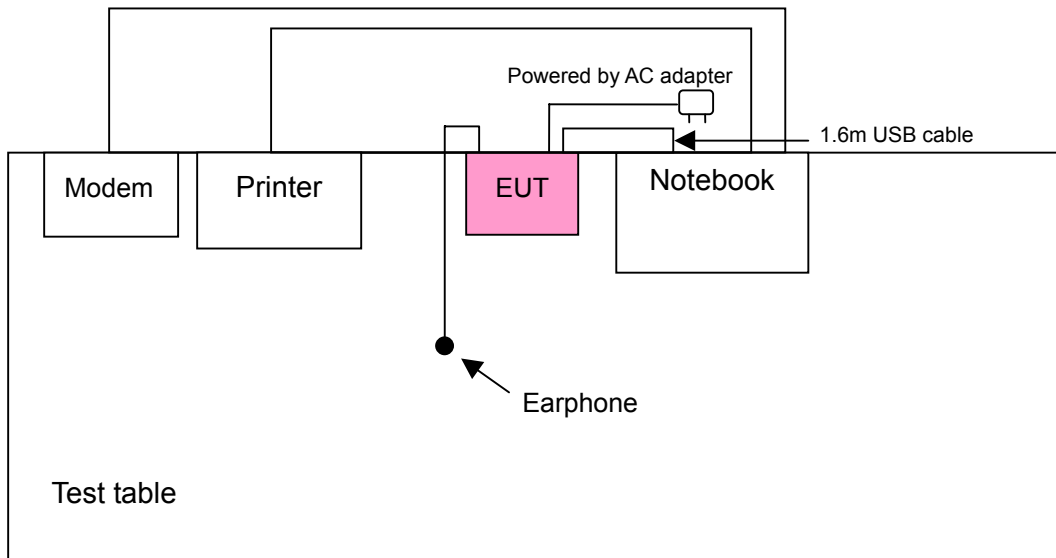 Powered by AC adapter
1.6m USB cable
Modem
Printer
EUT
Notebook
Earphone
Test table